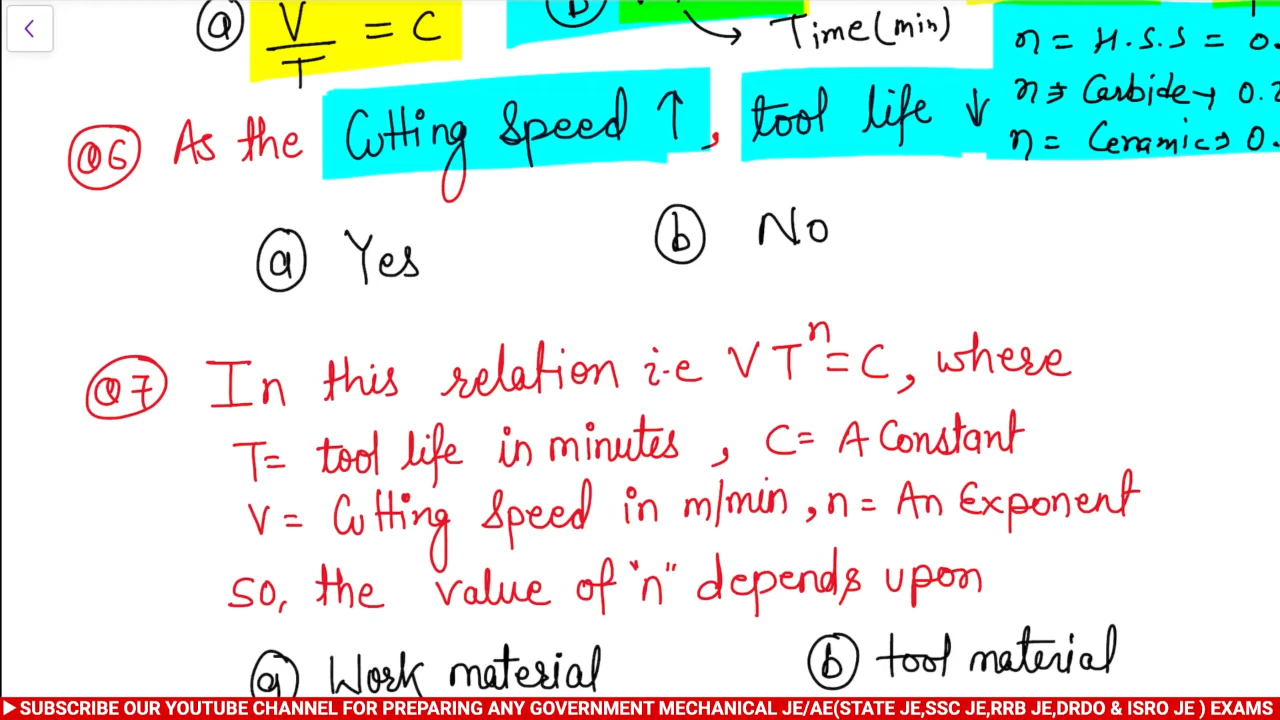 ⓐ V/T = C ⓑ
Time(min)
n = H.S.S = 0.
n = Carbide → 0.2
n = Ceramic → 0.
Q6 As the Cutting Speed ↑, tool life ↓
ⓐ Yes ⓑ No
Q7 In this relation i.e VTⁿ = C, where
T= tool life in minutes, C= A Constant
V= Cutting Speed in m/min, n= An Exponent
so, the value of "n" depends upon
ⓐ Work material ⓑ tool material
▶SUBSCRIBE OUR YOUTUBE CHANNEL FOR PREPARING ANY GOVERNMENT MECHANICAL JE/AE(STATE JE,SSC JE,RRB JE,DRDO & ISRO JE ) EXAMS